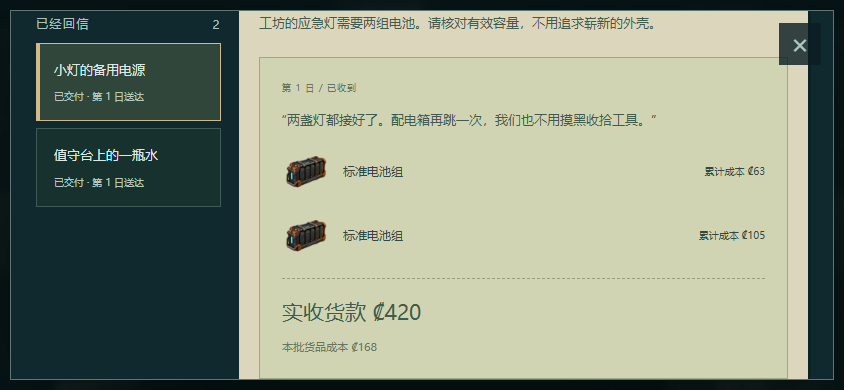 已经回信 2
小灯的备用电源
已交付 · 第 1 日送达
值守台上的一瓶水
已交付 · 第 1 日送达
工坊的应急灯需要两组电池。请核对有效容量，不用追求崭新的外壳。
×
第 1 日 / 已收到
“两盏灯都接好了。配电箱再跳一次，我们也不用摸黑收拾工具。”
标准电池组 累计成本 ₡63
标准电池组 累计成本 ₡105
实收货款 ₡420
本批货品成本 ₡168